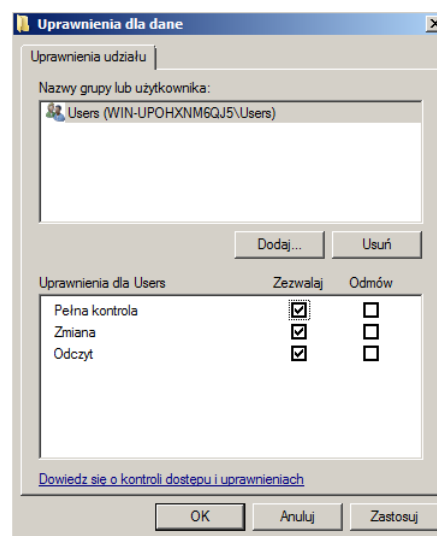 Uprawnienia dla dane
Uprawnienia udziału
Nazwy grupy lub użytkownika:
Users (WIN-UPOHXNM6QJ5\Users)
Dodaj... Usuń
Uprawnienia dla Users Zezwalaj Odmów
Pełna kontrola
Zmiana
Odczyt
Dowiedz się o kontroli dostępu i uprawnieniach
OK Anuluj Zastosuj